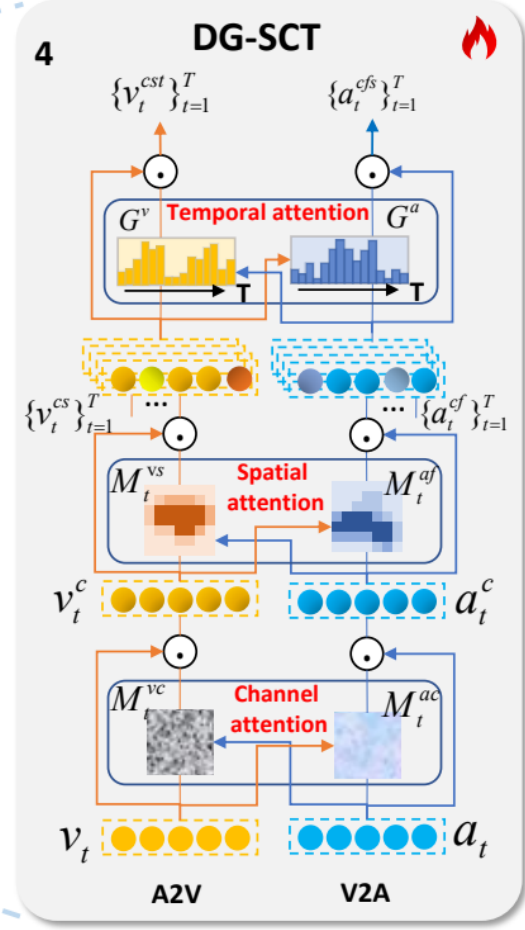 4
DG-SCT
{v_t^{cst}}_{t=1}^T
{a_t^{cfs}}_{t=1}^T
G^v Temporal attention G^a
T T
...
...
{v_t^{cs}}_{t=1}^T
{a_t^{cf}}_{t=1}^T
M_t^{vs} Spatial attention M_t^{af}
v_t^c
a_t^c
M_t^{vc} Channel attention M_t^{ac}
v_t
a_t
A2V V2A